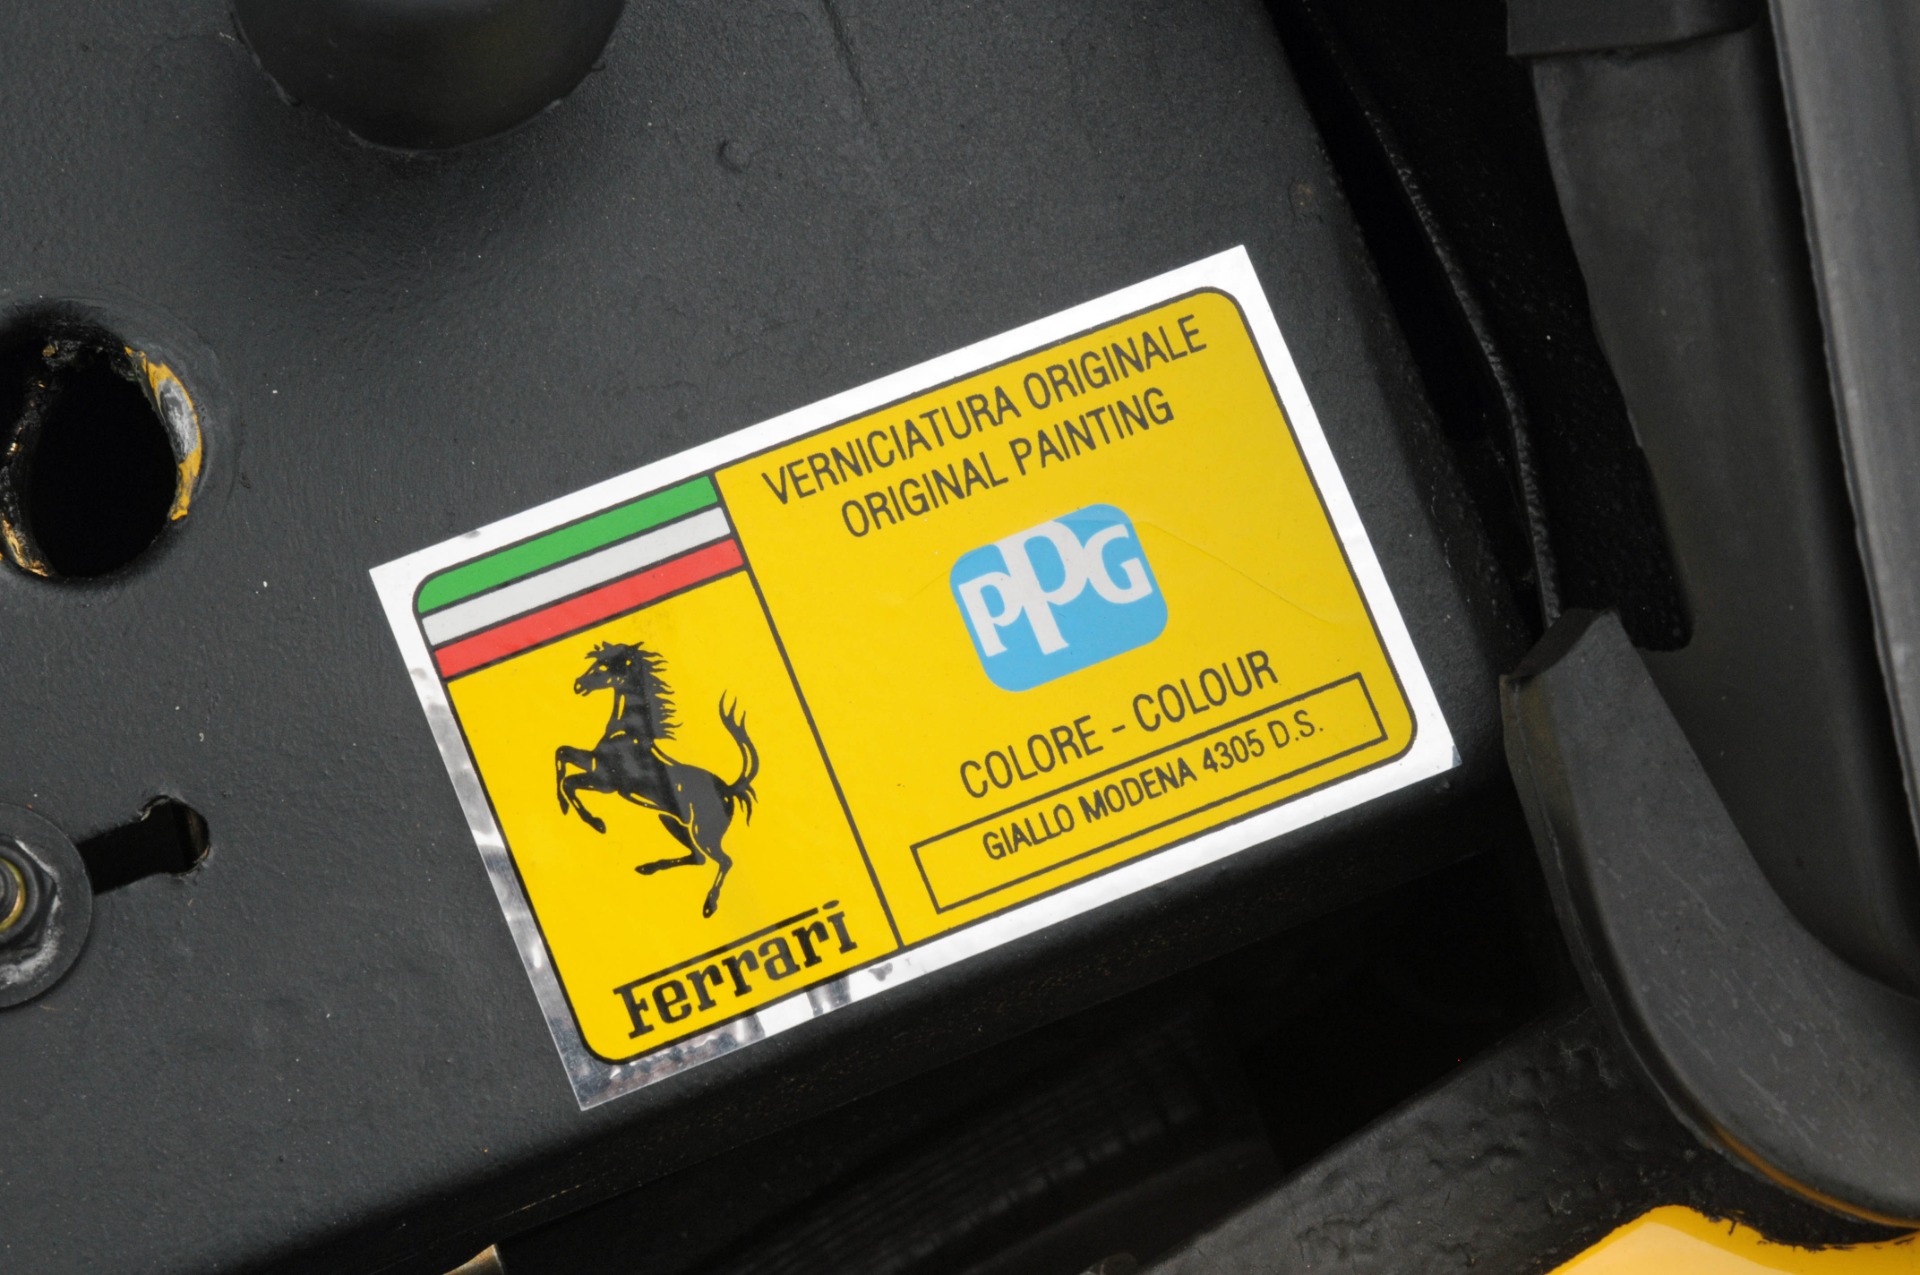 VERNICIATURA ORIGINALE
ORIGINAL PAINTING
PPG
COLORE - COLOUR
GIALLO MODENA 4305 D.S.
Ferrari